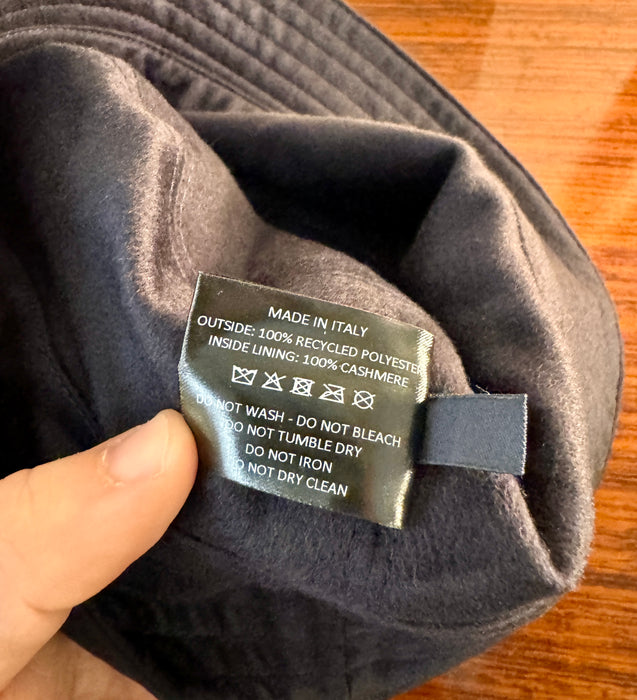 MADE IN ITALY
OUTSIDE: 100% RECYCLED POLYESTER
INSIDE LINING: 100% CASHMERE
DO NOT WASH - DO NOT BLEACH
DO NOT TUMBLE DRY
DO NOT IRON
DO NOT DRY CLEAN